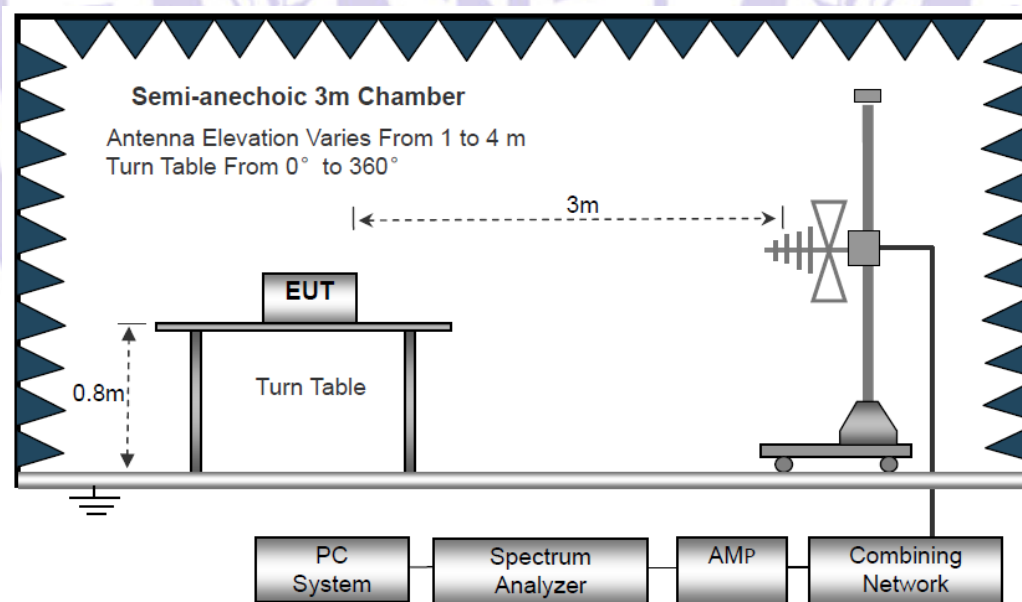 Semi-anechoic 3m Chamber
Antenna Elevation Varies From 1 to 4 m
Turn Table From 0° to 360°
3m
EUT
0.8m
Turn Table
PC
System
Spectrum
Analyzer
AMP
Combining
Network